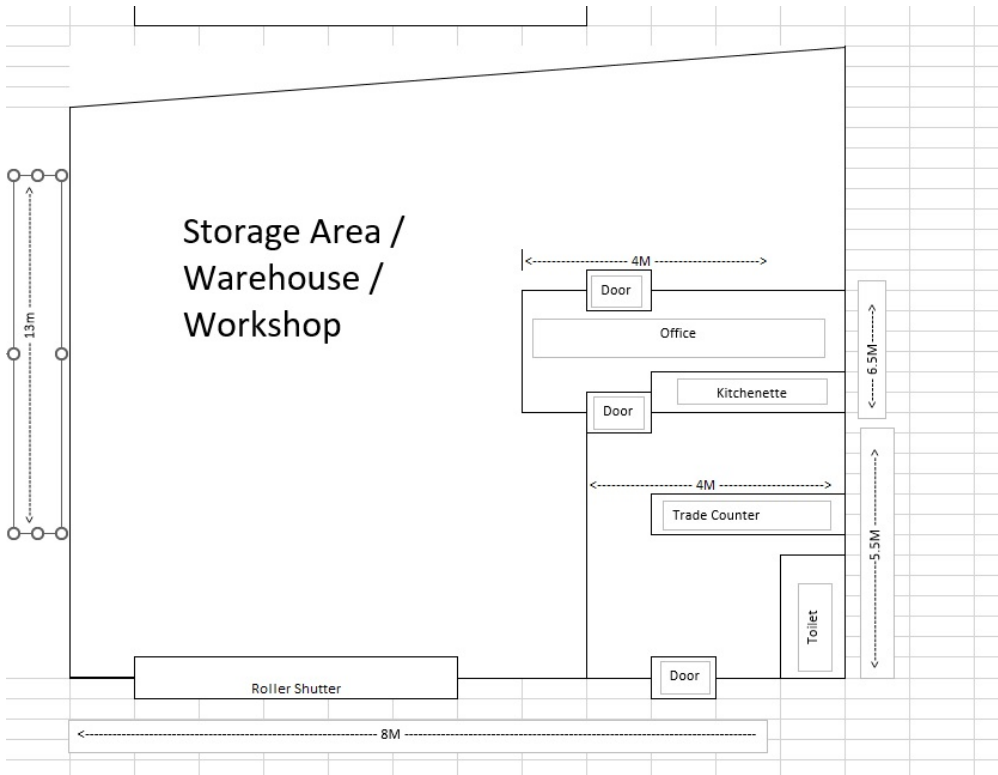 Storage Area /
Warehouse /
Workshop
13m
4M
Door
Office
6.5M
Kitchenette
Door
4M
Trade Counter
5.5M
Toilet
Door
Roller Shutter
8M